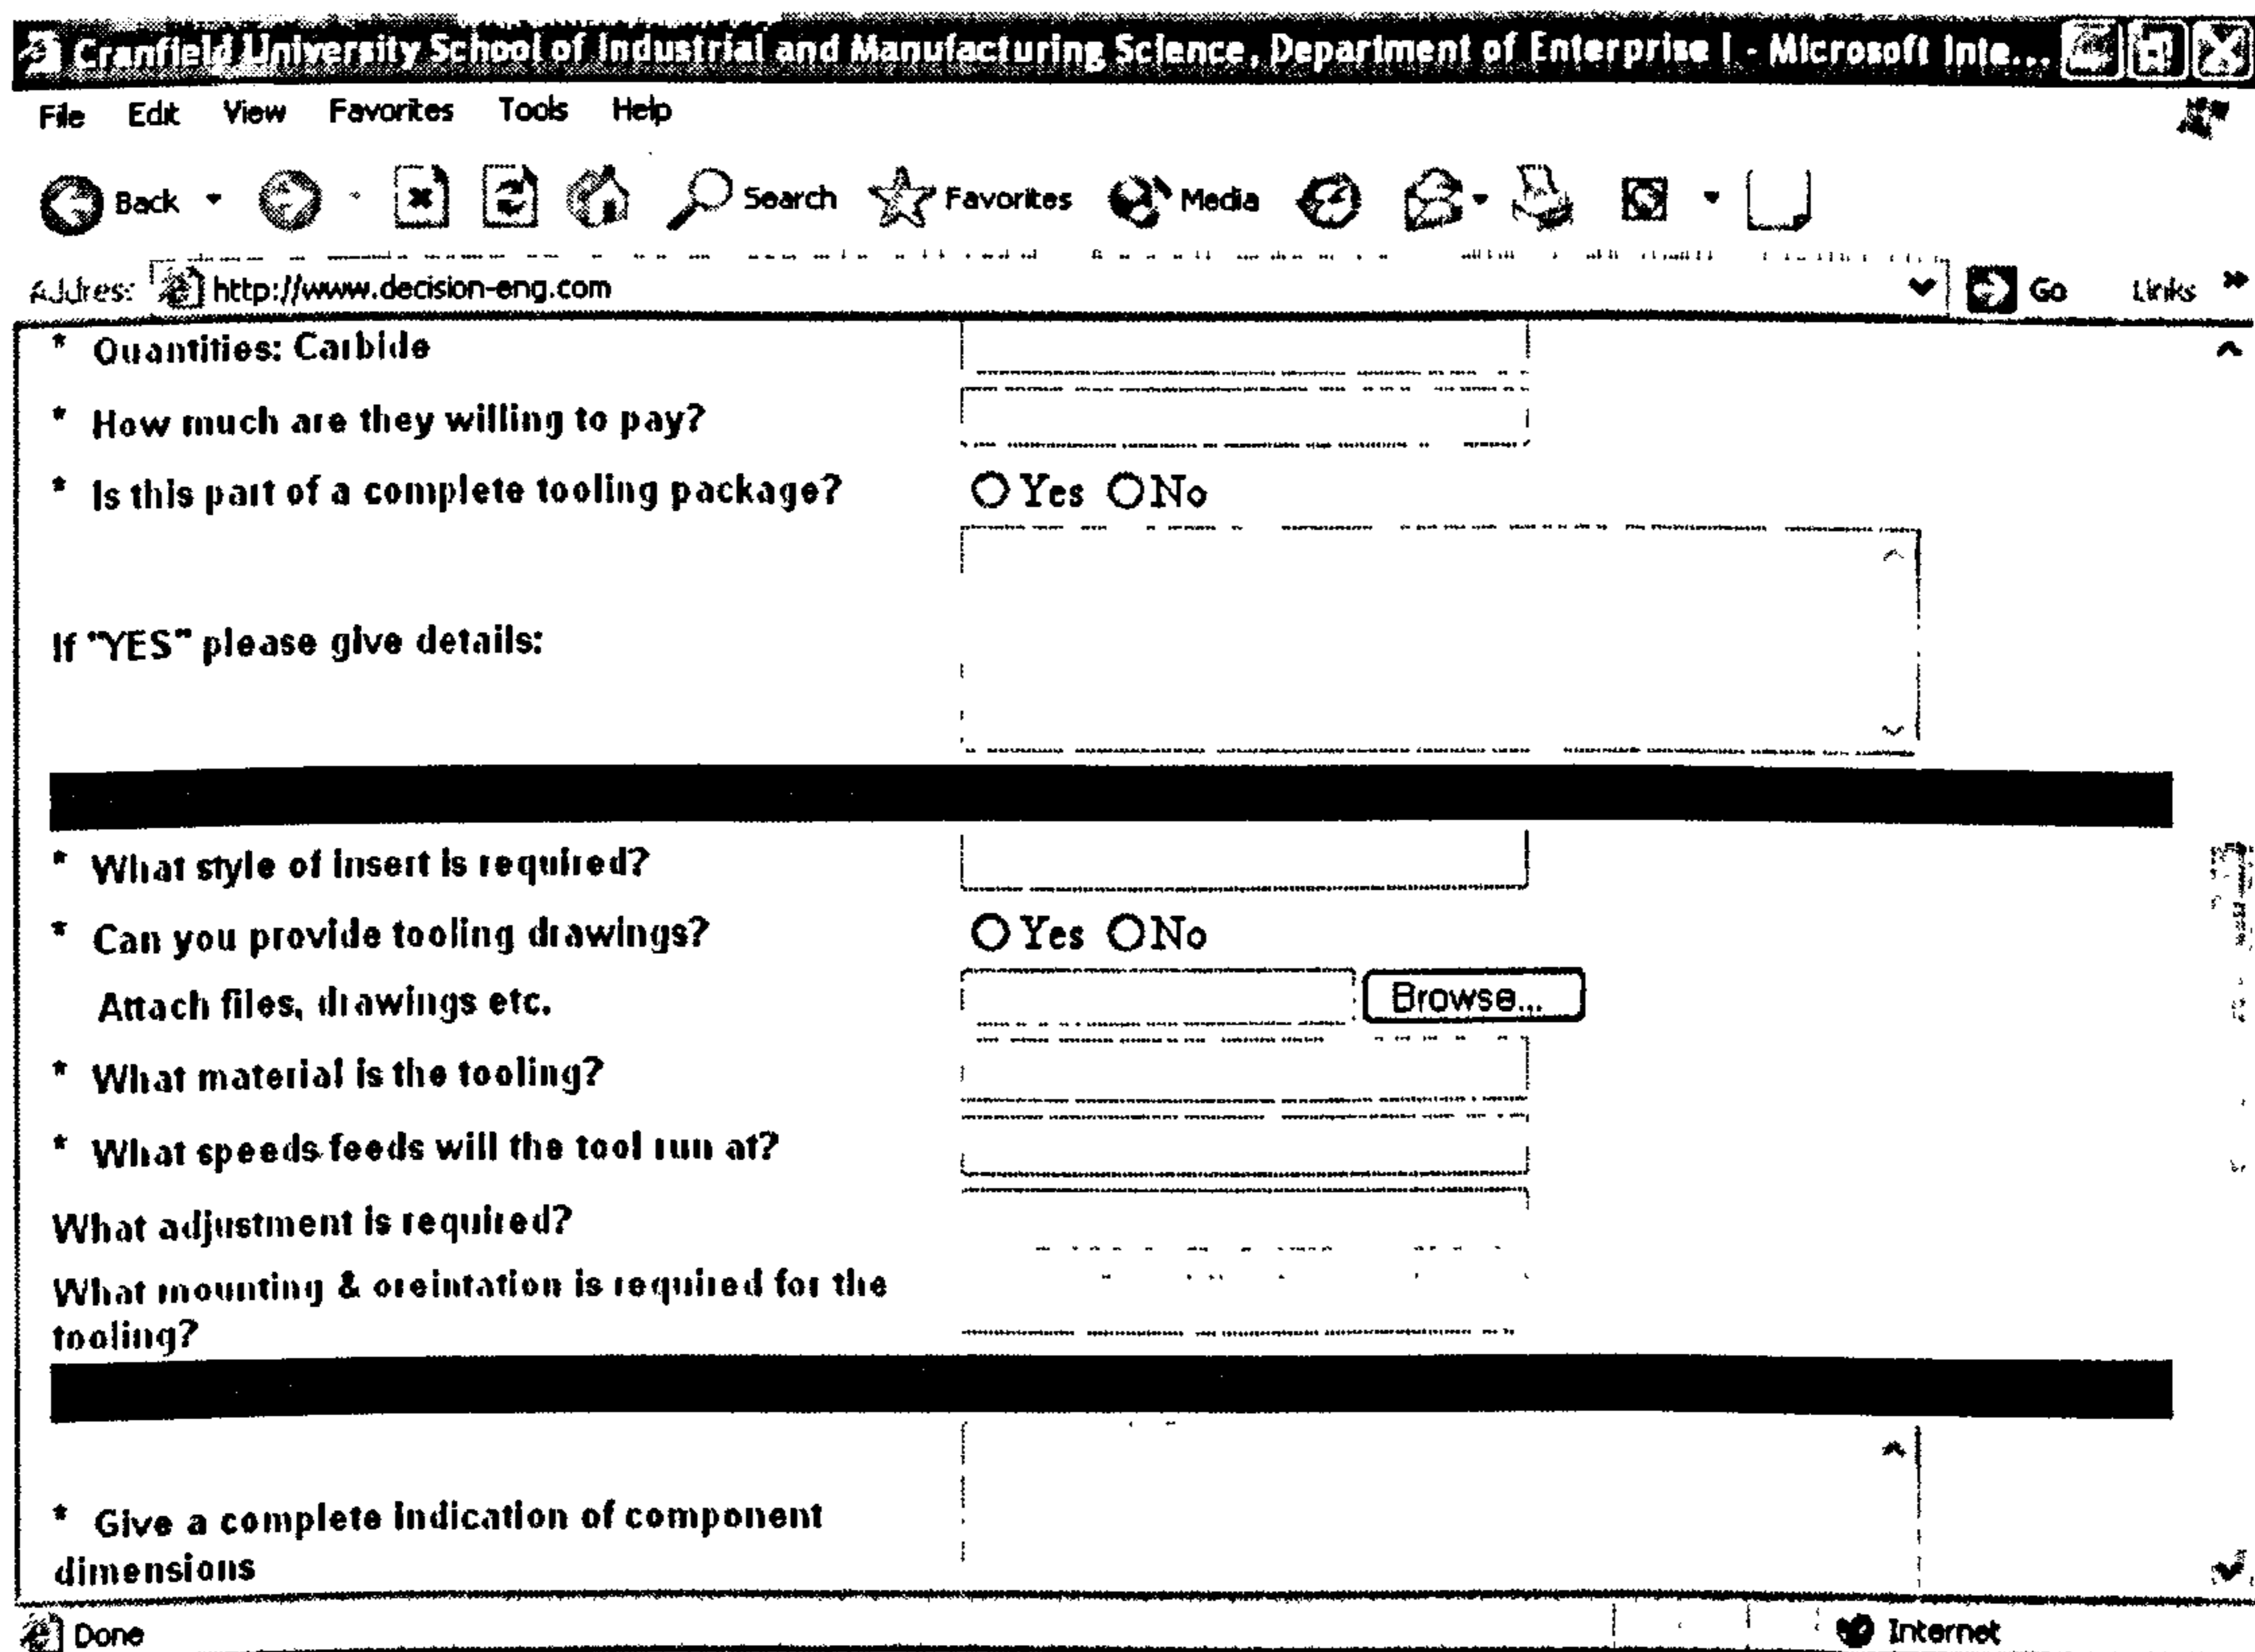 Cranfield University School of Industrial and Manufacturing Science, Department of Enterprise I - Microsoft Inte...
File Edit View Favorites Tools Help
Back Search Favorites Media
Address http://www.decision-eng.com Go Links »
* Quantities: Carbide
* How much are they willing to pay?
* Is this part of a complete tooling package? Yes No
If "YES" please give details:
* What style of insert is required?
* Can you provide tooling drawings? Yes No
Attach files, drawings etc. Browse...
* What material is the tooling?
* What speeds feeds will the tool run at?
What adjustment is required?
What mounting & oreintation is required for the
tooling?
* Give a complete indication of component
dimensions
Done Internet